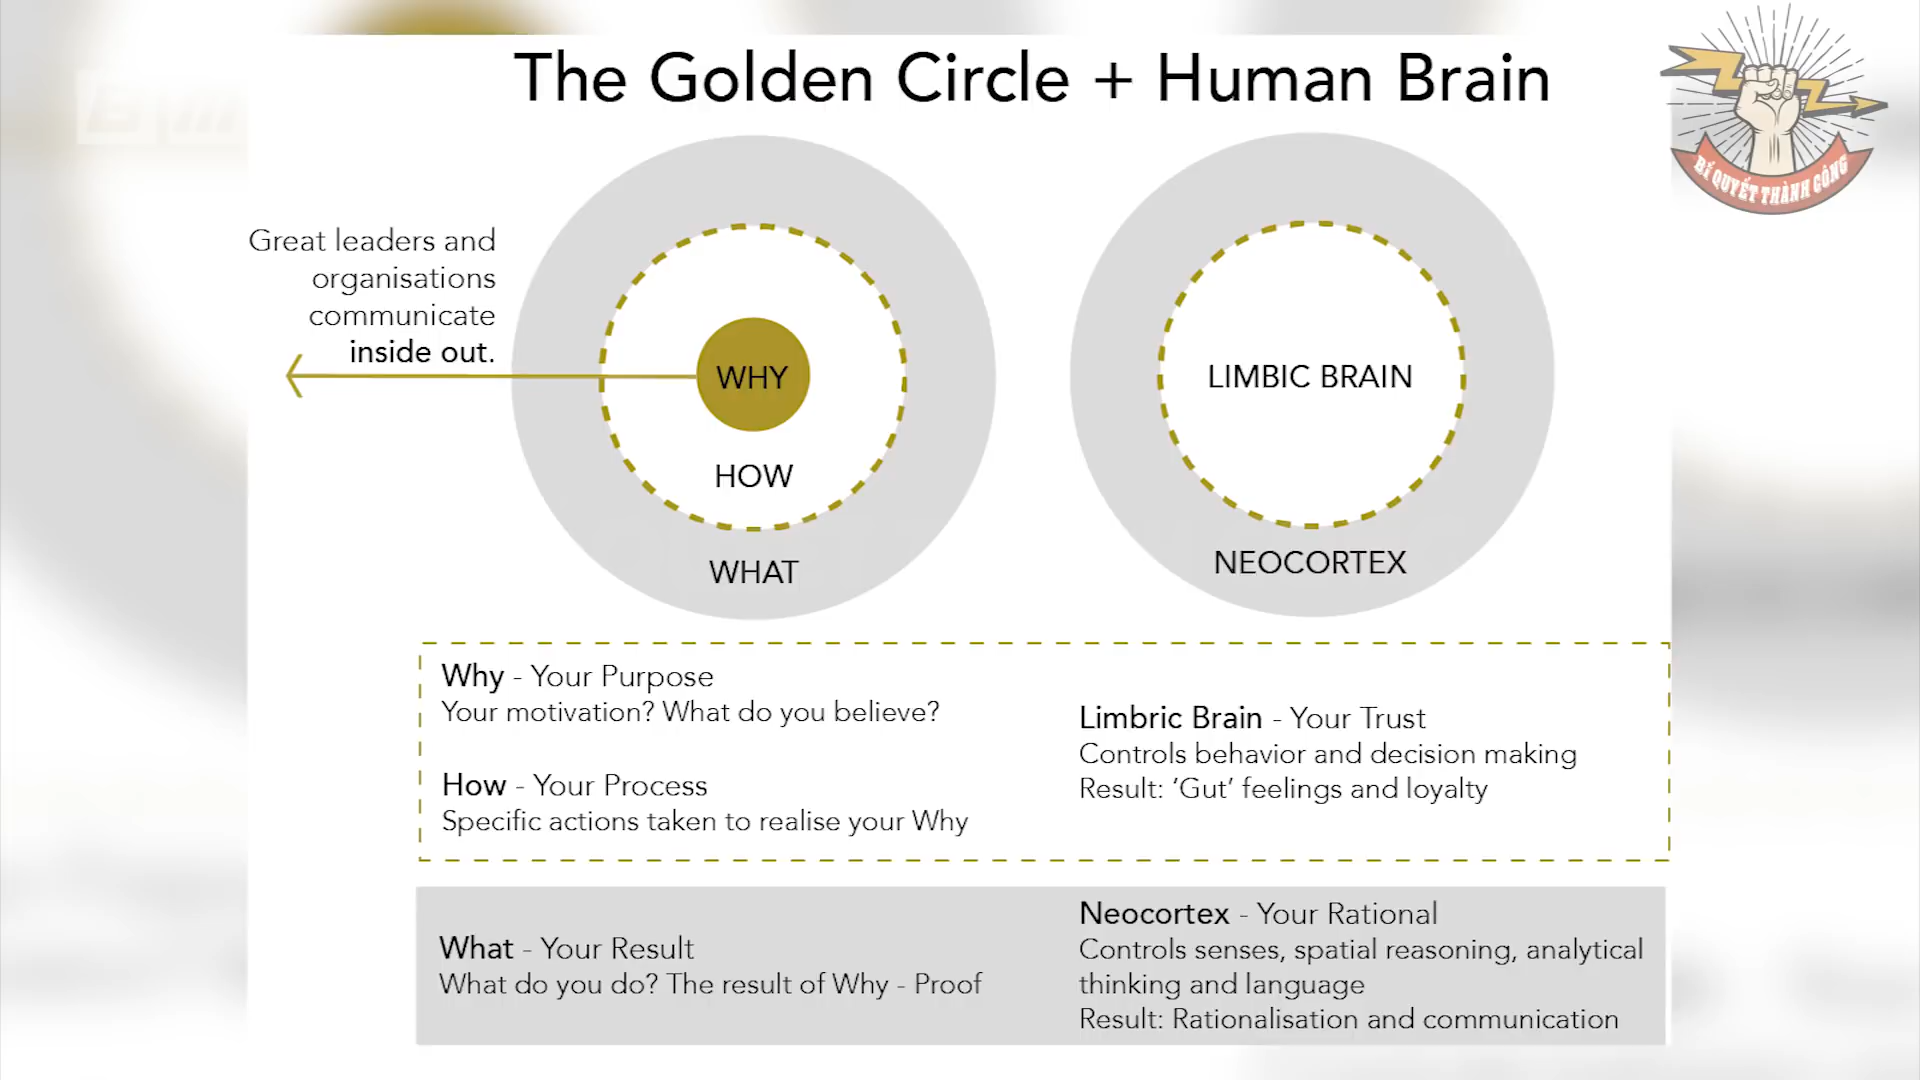 The Golden Circle + Human Brain
BÍ QUYẾT THÀNH CÔNG
Great leaders and
organisations
communicate
inside out.
WHY
HOW
WHAT
LIMBIC BRAIN
NEOCORTEX
Why - Your Purpose
Your motivation? What do you believe?
How - Your Process
Specific actions taken to realise your Why
Limbric Brain - Your Trust
Controls behavior and decision making
Result: ‘Gut’ feelings and loyalty
What - Your Result
What do you do? The result of Why - Proof
Neocortex - Your Rational
Controls senses, spatial reasoning, analytical
thinking and language
Result: Rationalisation and communication